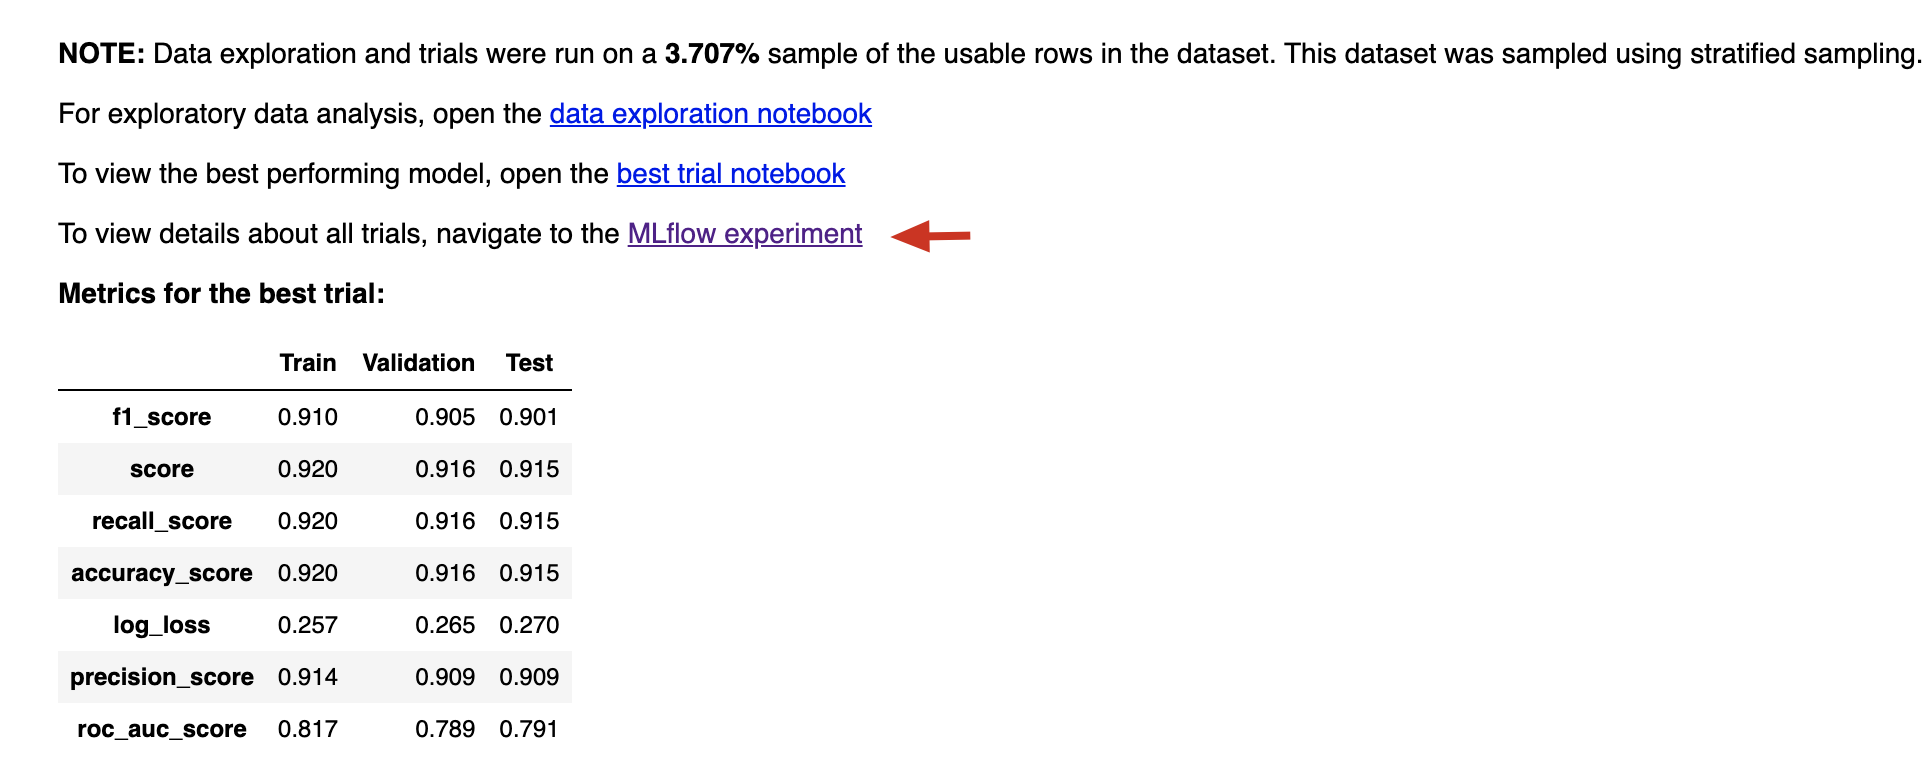 NOTE: Data exploration and trials were run on a 3.707% sample of the usable rows in the dataset. This dataset was sampled using stratified sampling.
For exploratory data analysis, open the data exploration notebook
To view the best performing model, open the best trial notebook
To view details about all trials, navigate to the MLflow experiment
Metrics for the best trial:
Train Validation Test
f1_score 0.910 0.905 0.901
score 0.920 0.916 0.915
recall_score 0.920 0.916 0.915
accuracy_score 0.920 0.916 0.915
log_loss 0.257 0.265 0.270
precision_score 0.914 0.909 0.909
roc_auc_score 0.817 0.789 0.791